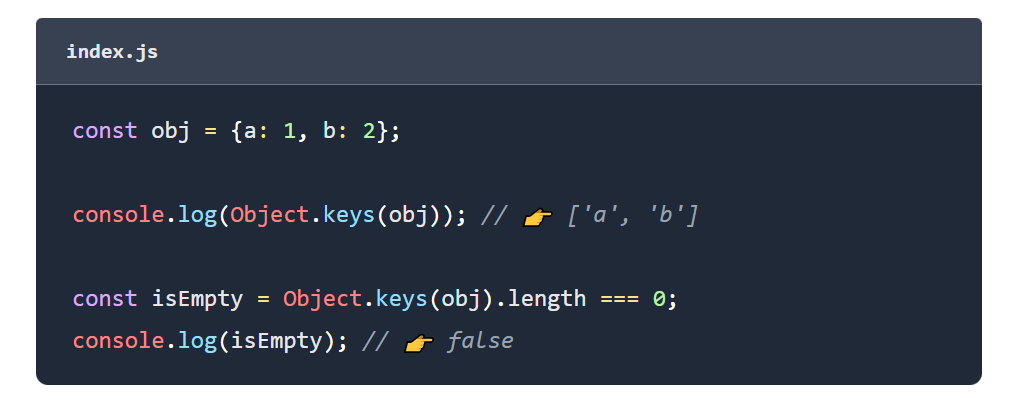 index.js
const obj = {a: 1, b: 2};
console.log(Object.keys(obj)); // 👉 ['a', 'b']
const isEmpty = Object.keys(obj).length === 0;
console.log(isEmpty); // 👉 false